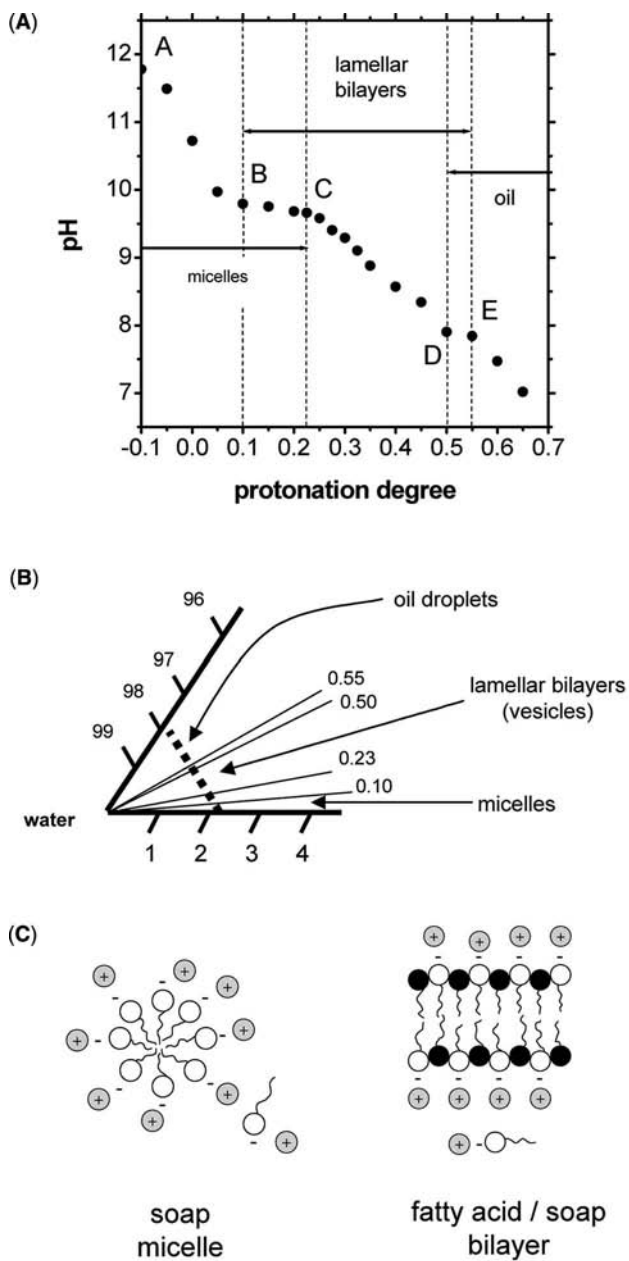 (A)
12
11
10
9
8
7
pH
A
B
C
D
E
lamellar
bilayers
oil
micelles
-0.1 0.0 0.1 0.2 0.3 0.4 0.5 0.6 0.7
protonation degree
(B)
96
97
98
99
oil droplets
0.55
0.50
lamellar bilayers
(vesicles)
0.23
0.10
micelles
water
1 2 3 4
(C)
+ + + + + + + + + + + +
- - - - - - - - -
+ + + +
- - - -
- - - -
+ + + +
+ -
soap
micelle
fatty acid / soap
bilayer